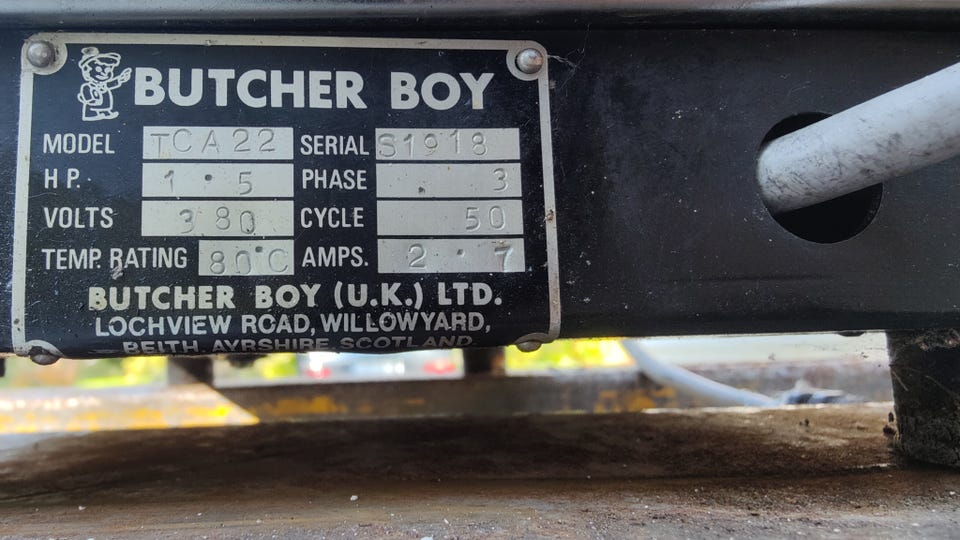 BUTCHER BOY
MODEL TCA22 SERIAL S1918
H P. 1.5 PHASE 3
VOLTS 380 CYCLE 50
TEMP. RATING 80°C AMPS. 2.7
BUTCHER BOY (U.K.) LTD.
LOCHVIEW ROAD, WILLOWYARD,
BEITH, AYRSHIRE, SCOTLAND